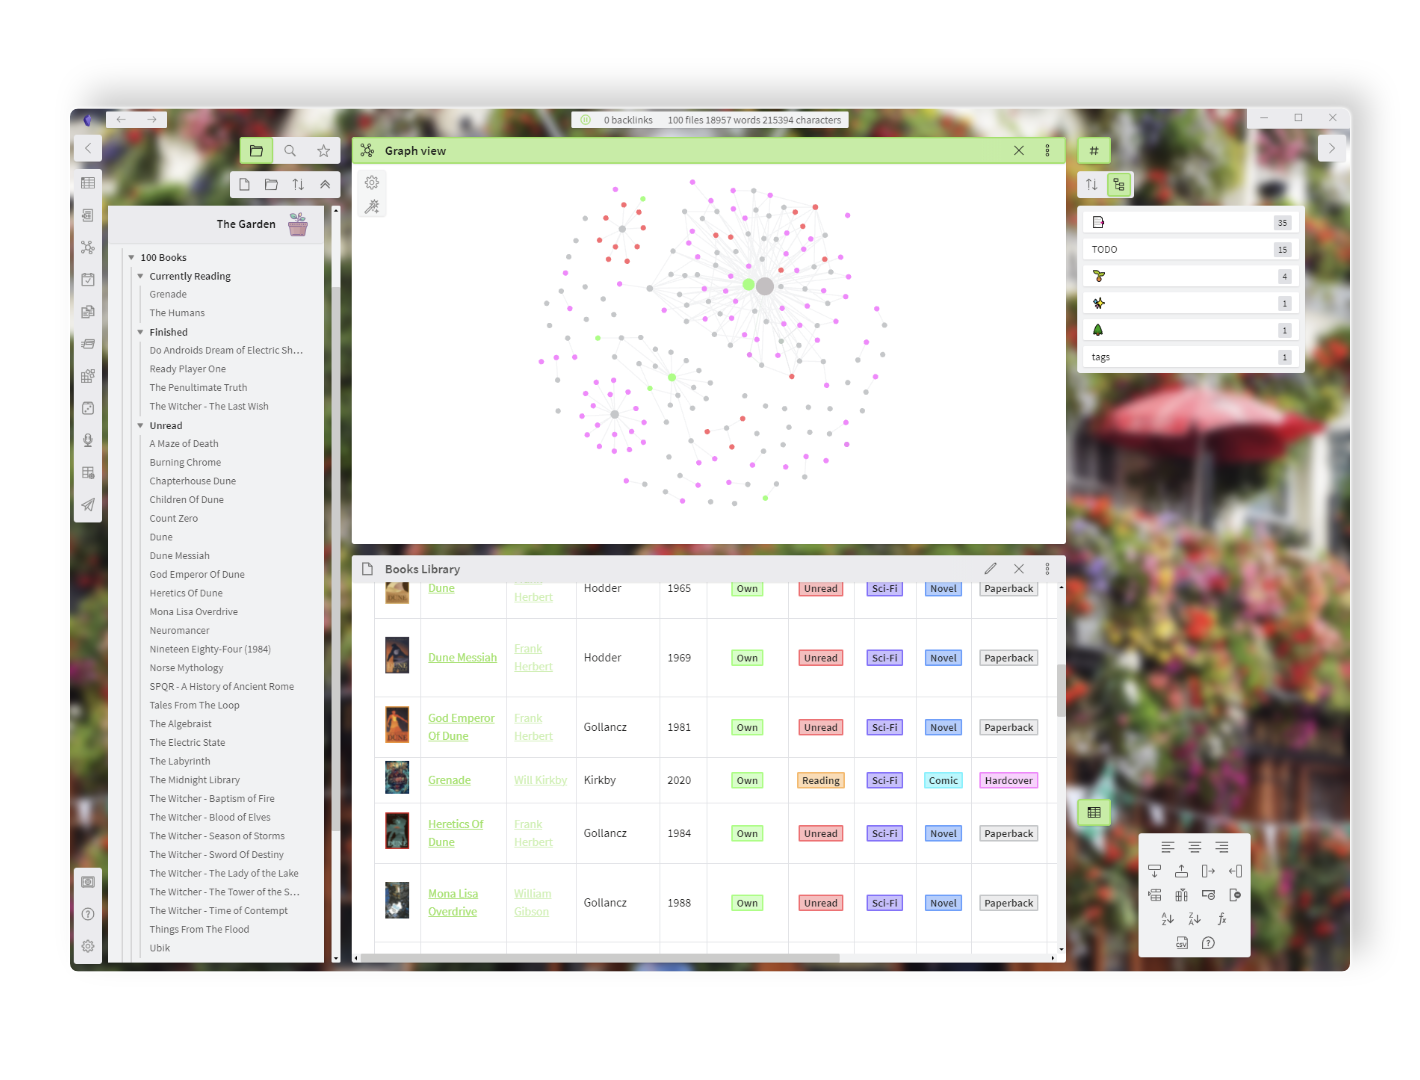 0 backlinks 100 files 18957 words 215394 characters
Graph view
#
The Garden
100 Books
Currently Reading
Grenade
The Humans
Finished
Do Androids Dream of Electric Sh...
Ready Player One
The Penultimate Truth
The Witcher - The Last Wish
Unread
A Maze of Death
Burning Chrome
Chapterhouse Dune
Children Of Dune
Count Zero
Dune
Dune Messiah
God Emperor Of Dune
Heretics Of Dune
Mona Lisa Overdrive
Neuromancer
Nineteen Eighty-Four (1984)
Norse Mythology
SPQR - A History of Ancient Rome
Tales From The Loop
The Algebraist
The Electric State
The Labyrinth
The Midnight Library
The Witcher - Baptism of Fire
The Witcher - Blood of Elves
The Witcher - Season of Storms
The Witcher - Sword Of Destiny
The Witcher - The Lady of the Lake
The Witcher - The Tower of the S...
The Witcher - Time of Contempt
Things From The Flood
Ubik
35
TODO 15
4
1
1
tags 1
Books Library
Dune Frank Hodder 1965 Own Unread Sci-Fi Novel Paperback
Herbert
Dune Messiah Frank Hodder 1969 Own Unread Sci-Fi Novel Paperback
Herbert
God Emperor Frank Gollancz 1981 Own Unread Sci-Fi Novel Paperback
Of Dune Herbert
Grenade Will Kirkby Kirkby 2020 Own Reading Sci-Fi Comic Hardcover
Heretics Of Frank Gollancz 1984 Own Unread Sci-Fi Novel Paperback
Dune Herbert
Mona Lisa William Gollancz 1988 Own Unread Sci-Fi Novel Paperback
Overdrive Gibson
A Z Z A fx
CSV ?